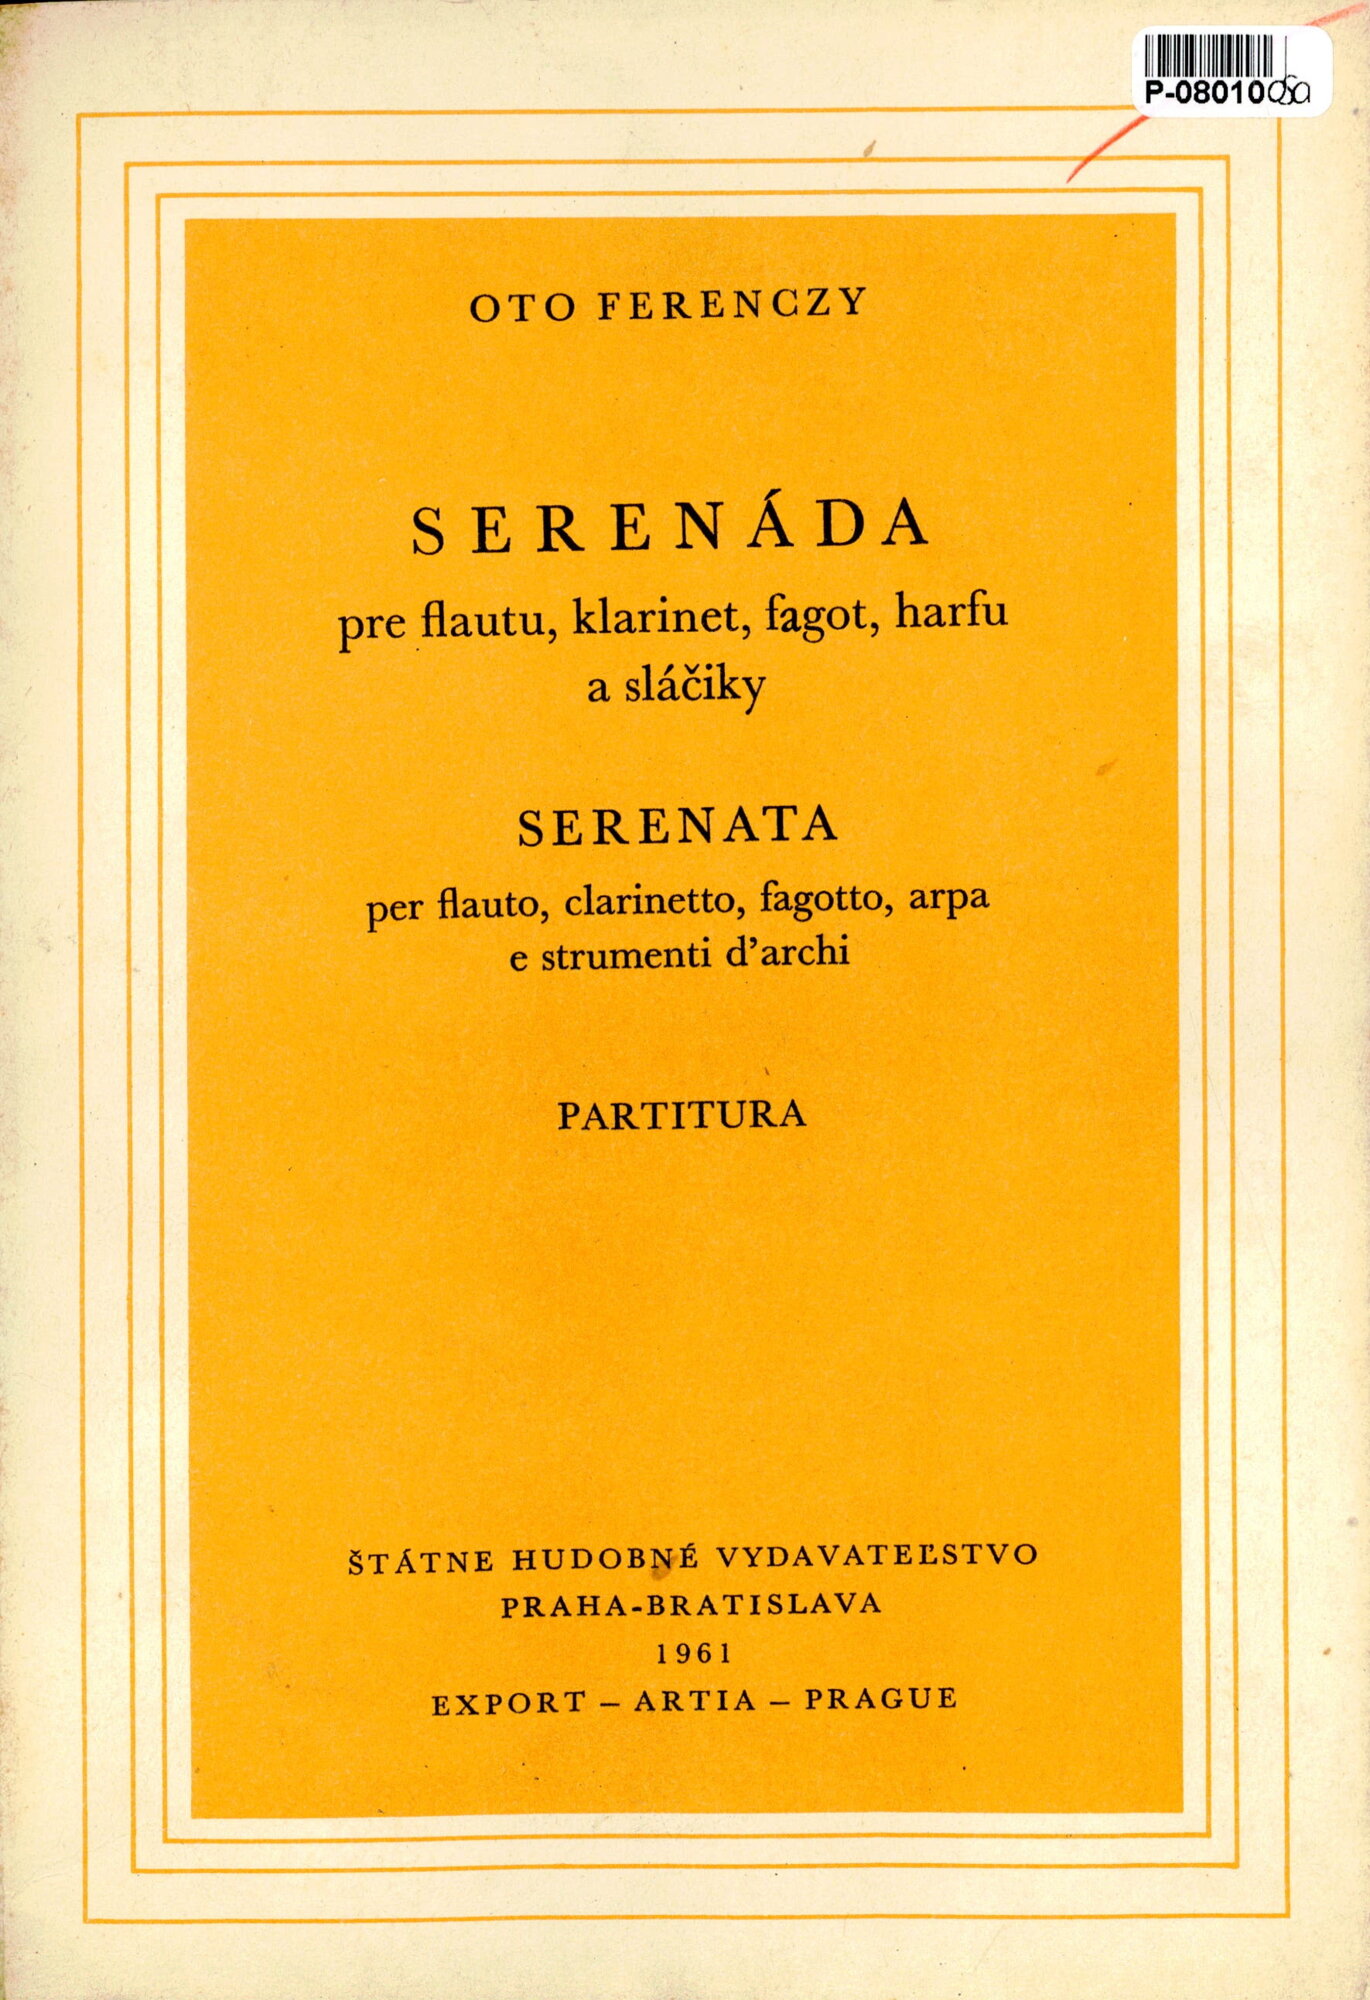 P-08010
OTO FERENCZY
SERENÁDA
pre flautu, klarinet, fagot, harfu
a sláčiky
SERENATA
per flauto, clarinetto, fagotto, arpa
e strumenti d’archi
PARTITURA
ŠTÁTNE HUDOBNÉ VYDAVATEĽSTVO
PRAHA-BRATISLAVA
1961
EXPORT – ARTIA – PRAGUE